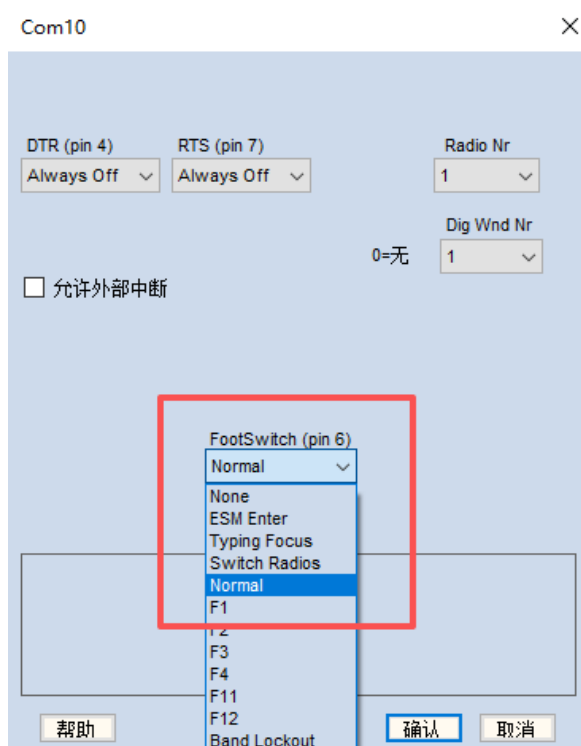 Com10
DTR (pin 4) RTS (pin 7) Radio Nr
Always Off Always Off 1
Dig Wnd Nr
0=无 1
允许外部中断
FootSwitch (pin 6)
Normal
None
ESM Enter
Typing Focus
Switch Radios
Normal
F1
F2
F3
F4
F11
F12
Band Lockout
帮助 确认 取消